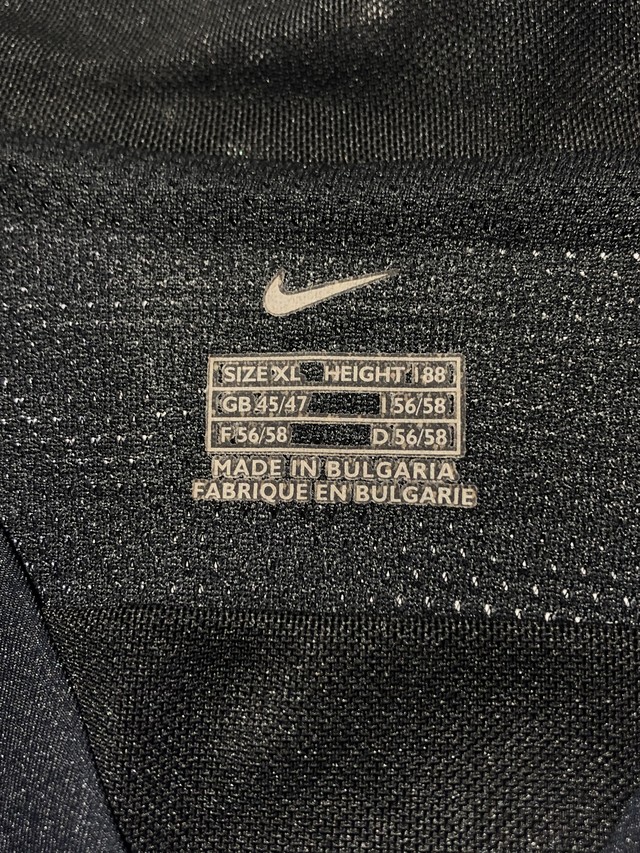 SIZE XL HEIGHT 188
GB 45/47 I 56/58
F 56/58 D 56/58
MADE IN BULGARIA
FABRIQUE EN BULGARIE